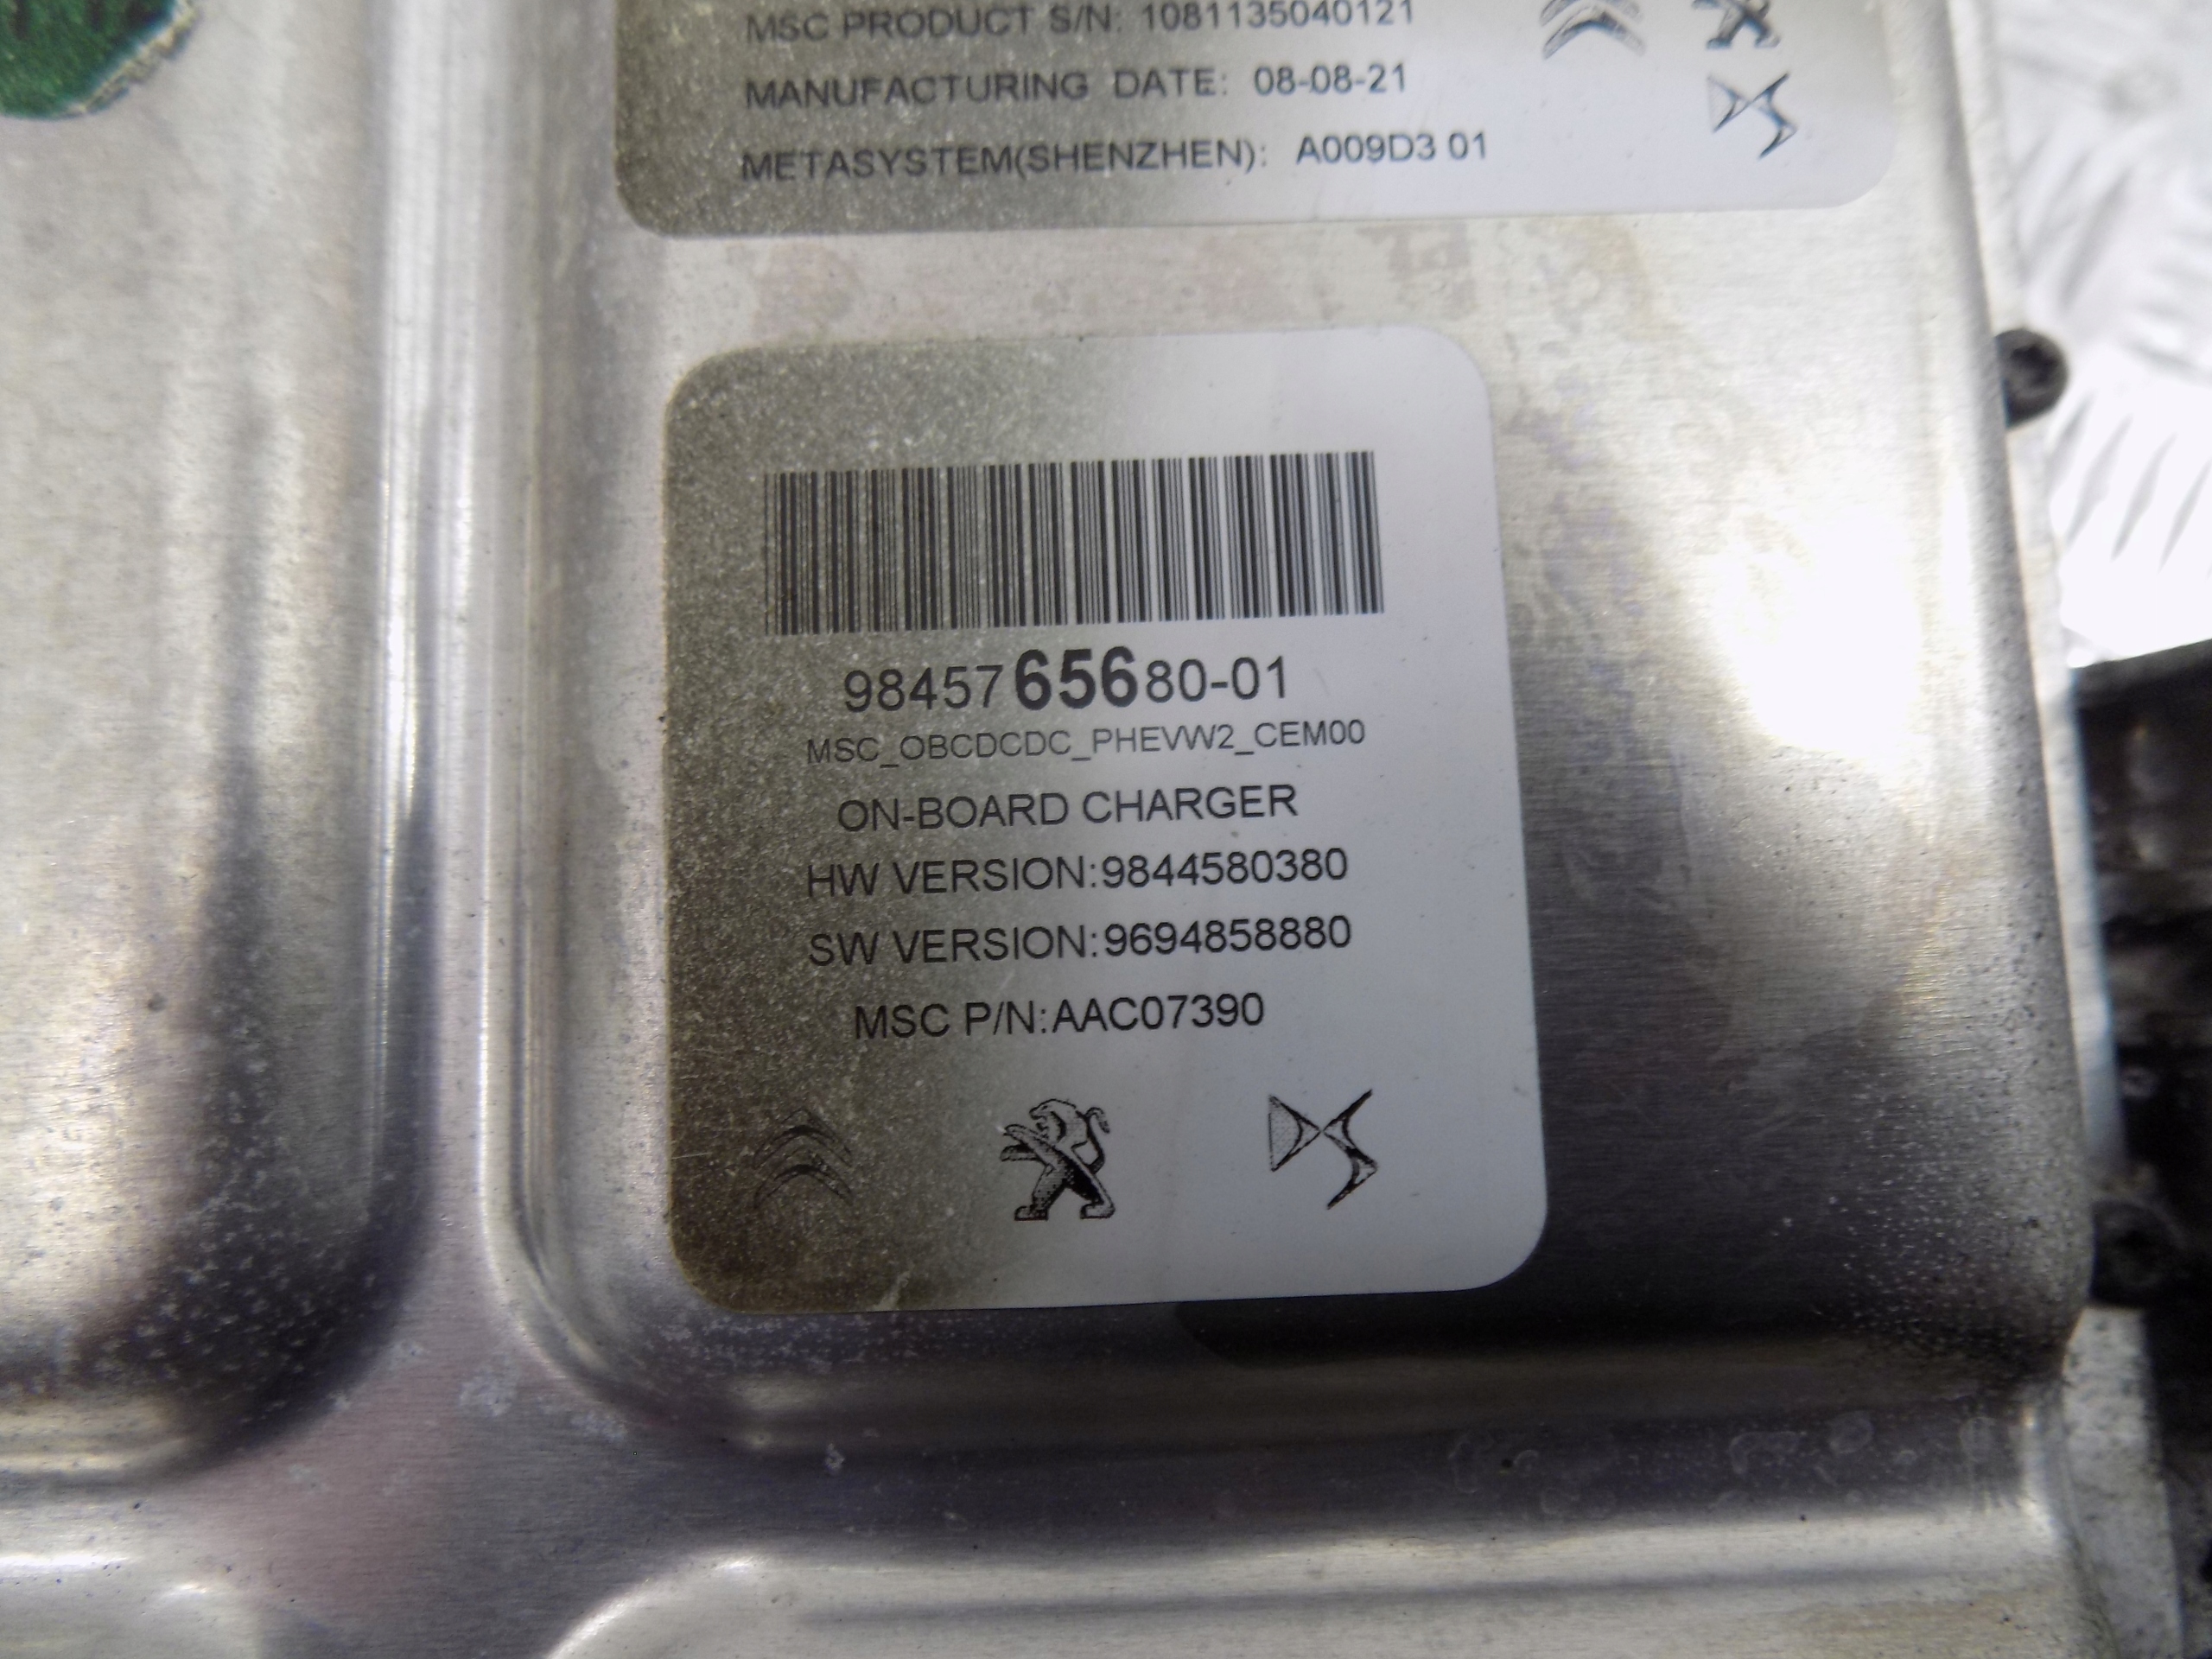 MSC PRODUCT S/N: 1081135040121
MANUFACTURING DATE: 08-08-21
METASYSTEM(SHENZHEN): A009D3 01
9845765680-01
MSC_OBCDCDC_PHEVW2_CEM00
ON-BOARD CHARGER
HW VERSION:9844580380
SW VERSION:9694858880
MSC P/N:AAC07390